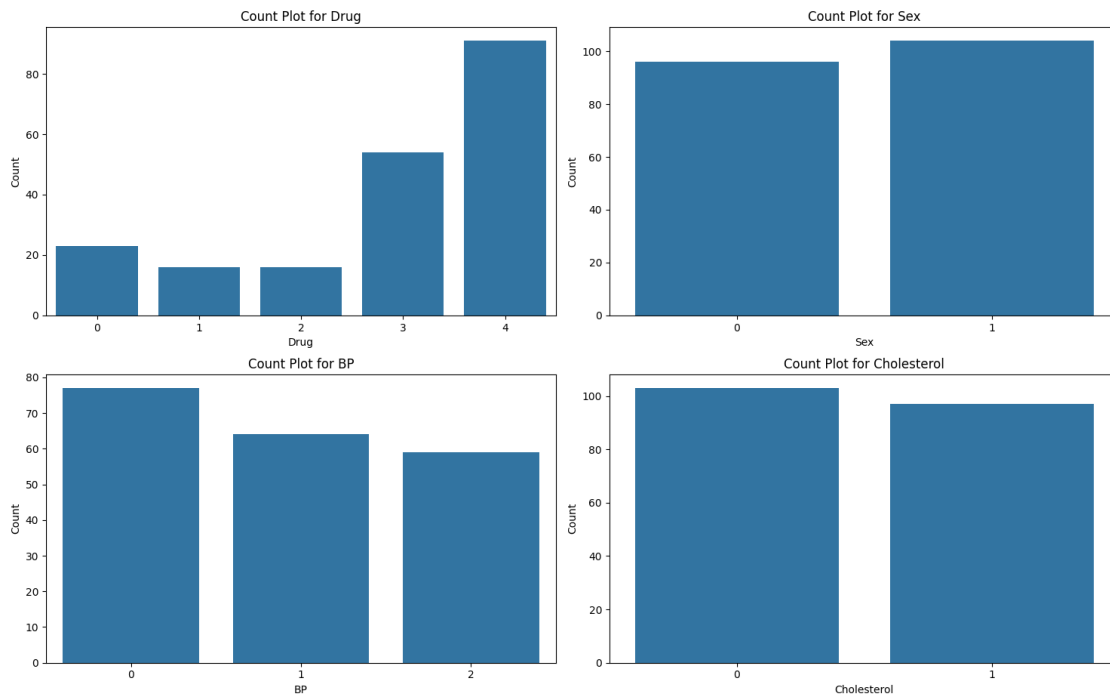 Count Plot for Drug
Count
80
60
40
20
0
0 1 2 3 4
Drug
Count Plot for Sex
Count
100
80
60
40
20
0
0 1
Sex
Count Plot for BP
Count
80
70
60
50
40
30
20
10
0
0 1 2
BP
Count Plot for Cholesterol
Count
100
80
60
40
20
0
0 1
Cholesterol